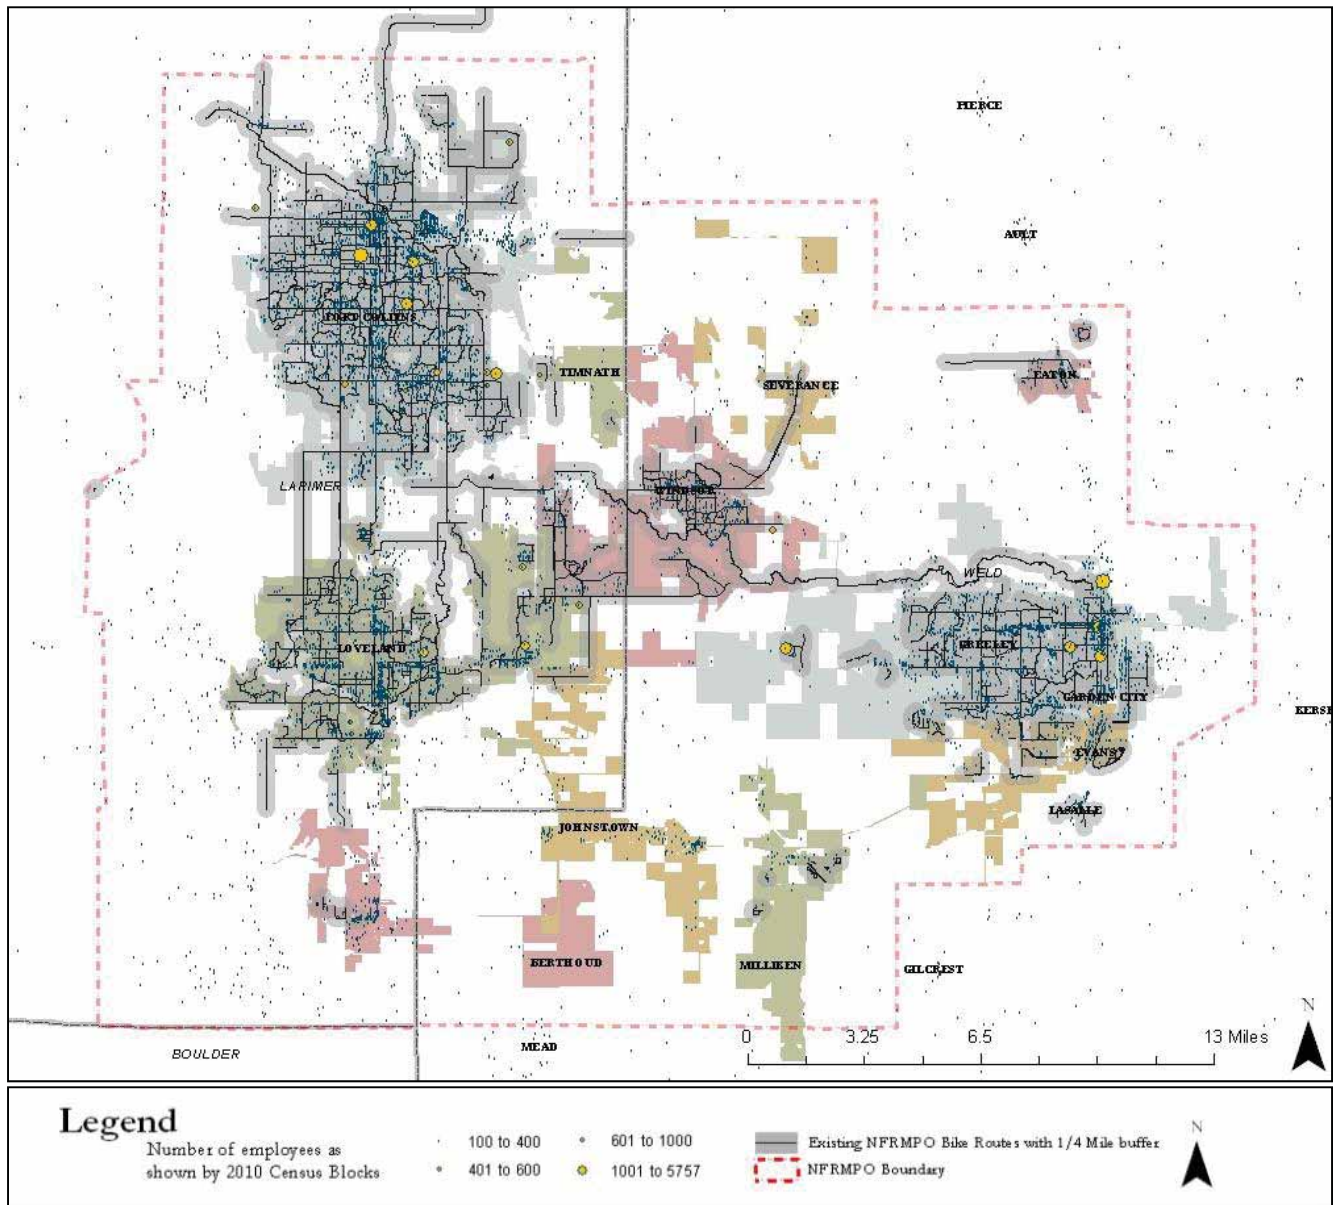 PIERCE
AULT
FORT COLLINS
TIMNATH
SEVERANCE
EATON
LARIMER
WINDSOR
WELD
LOVELAND
GREELEY
GARDEN CITY
KERSE
EVANS
LASALLE
JOHNSTOWN
BERTHOUD
MILLIKEN
GILCREST
N
0 3.25 6.5 13 Miles
BOULDER
MEAD
Legend
Number of employees as
shown by 2010 Census Blocks
100 to 400
401 to 600
601 to 1000
1001 to 5757
Existing NFRMPO Bike Routes with 1/4 Mile buffer
NFRMPO Boundary
N